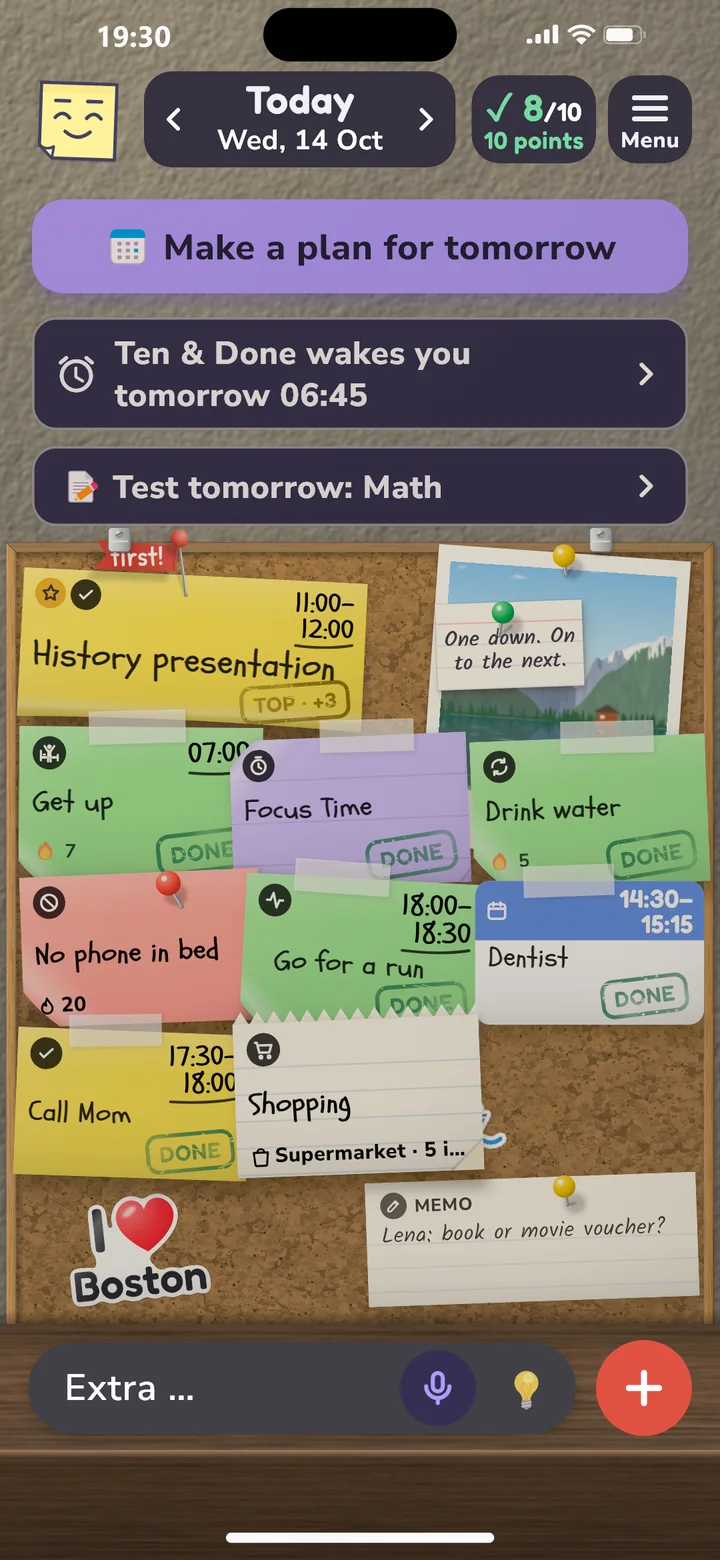 19:30
Today
Wed, 14 Oct
✓ 8/10
10 points
Menu
Make a plan for tomorrow
Ten & Done wakes you
tomorrow 06:45
Test tomorrow: Math
first!
11:00–
12:00
History presentation
TOP · +3
One down. On
to the next.
07:00
Get up
7
DONE
Focus Time
DONE
Drink water
5
DONE
No phone in bed
20
18:00–
18:30
Go for a run
DONE
14:30–
15:15
Dentist
DONE
17:30–
18:00
Call Mom
DONE
Shopping
Supermarket · 5 i...
I
Boston
MEMO
Lena: book or movie voucher?
Extra ...